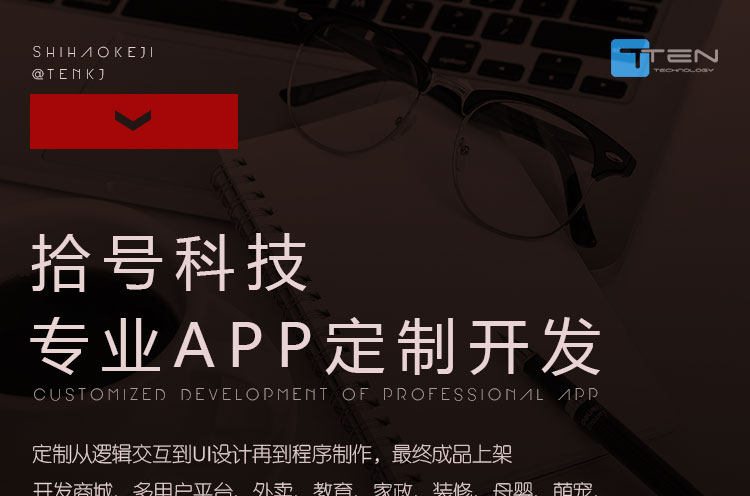 SHIHAOKEJI
@TENKJ
TTEN
TECHNOLOGY
拾号科技
专业APP定制开发
CUSTOMIZED DEVELOPMENT OF PROFESSIONAL APP
定制从逻辑交互到UI设计再到程序制作，最终成品上架
开发商城、多用户平台、外卖、教育、家政、装修、母婴、萌宠、